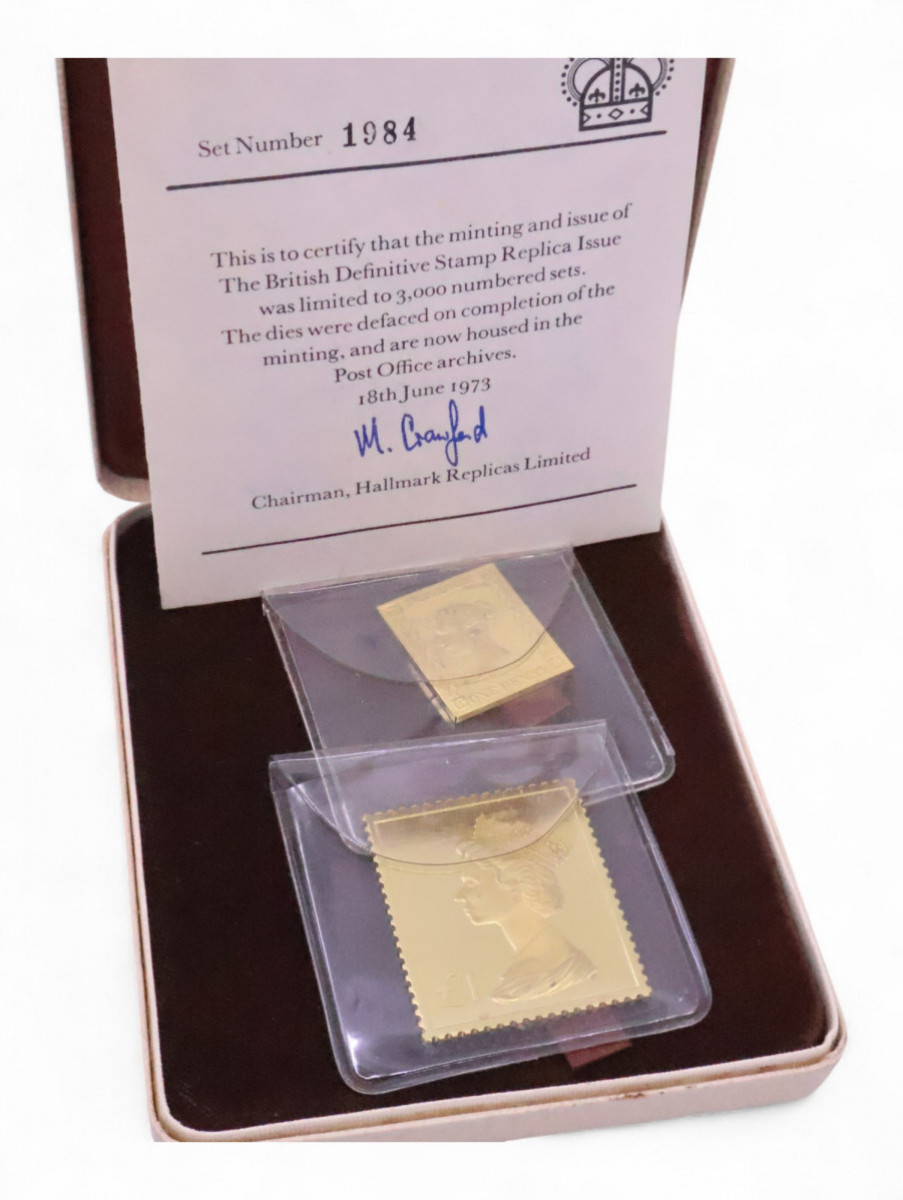 Set Number 1984
This is to certify that the minting and issue of
The British Definitive Stamp Replica Issue
was limited to 3,000 numbered sets.
The dies were defaced on completion of the
minting, and are now housed in the
Post Office archives.
18th June 1973
M. Crawford
Chairman, Hallmark Replicas Limited
ONE PENNY
£1